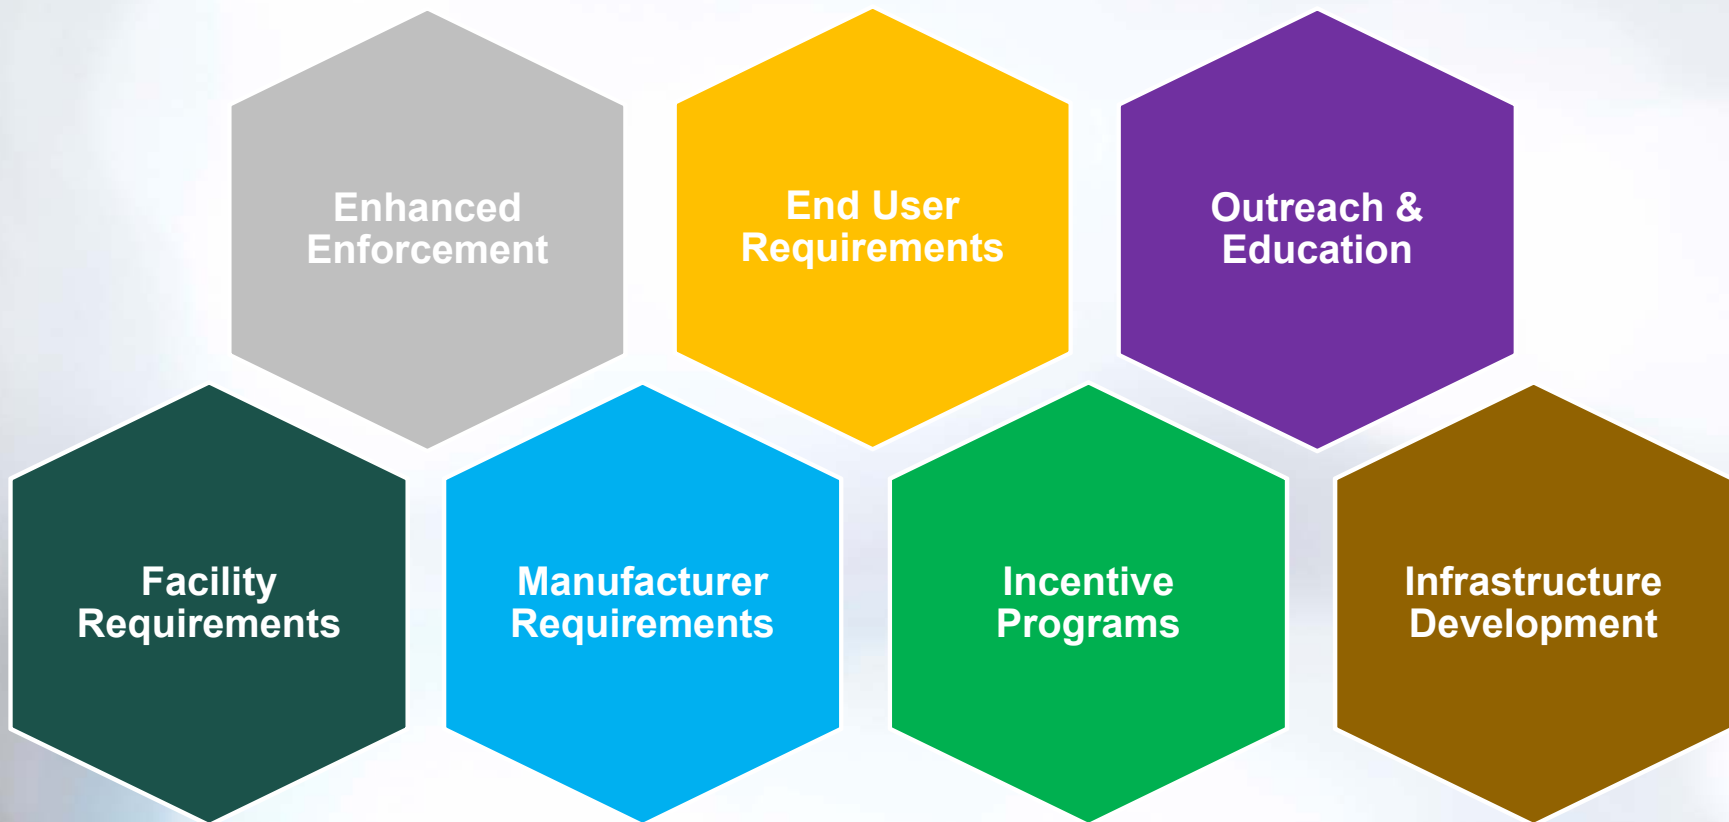 Enhanced
Enforcement
End User
Requirements
Outreach &
Education
Facility
Requirements
Manufacturer
Requirements
Incentive
Programs
Infrastructure
Development